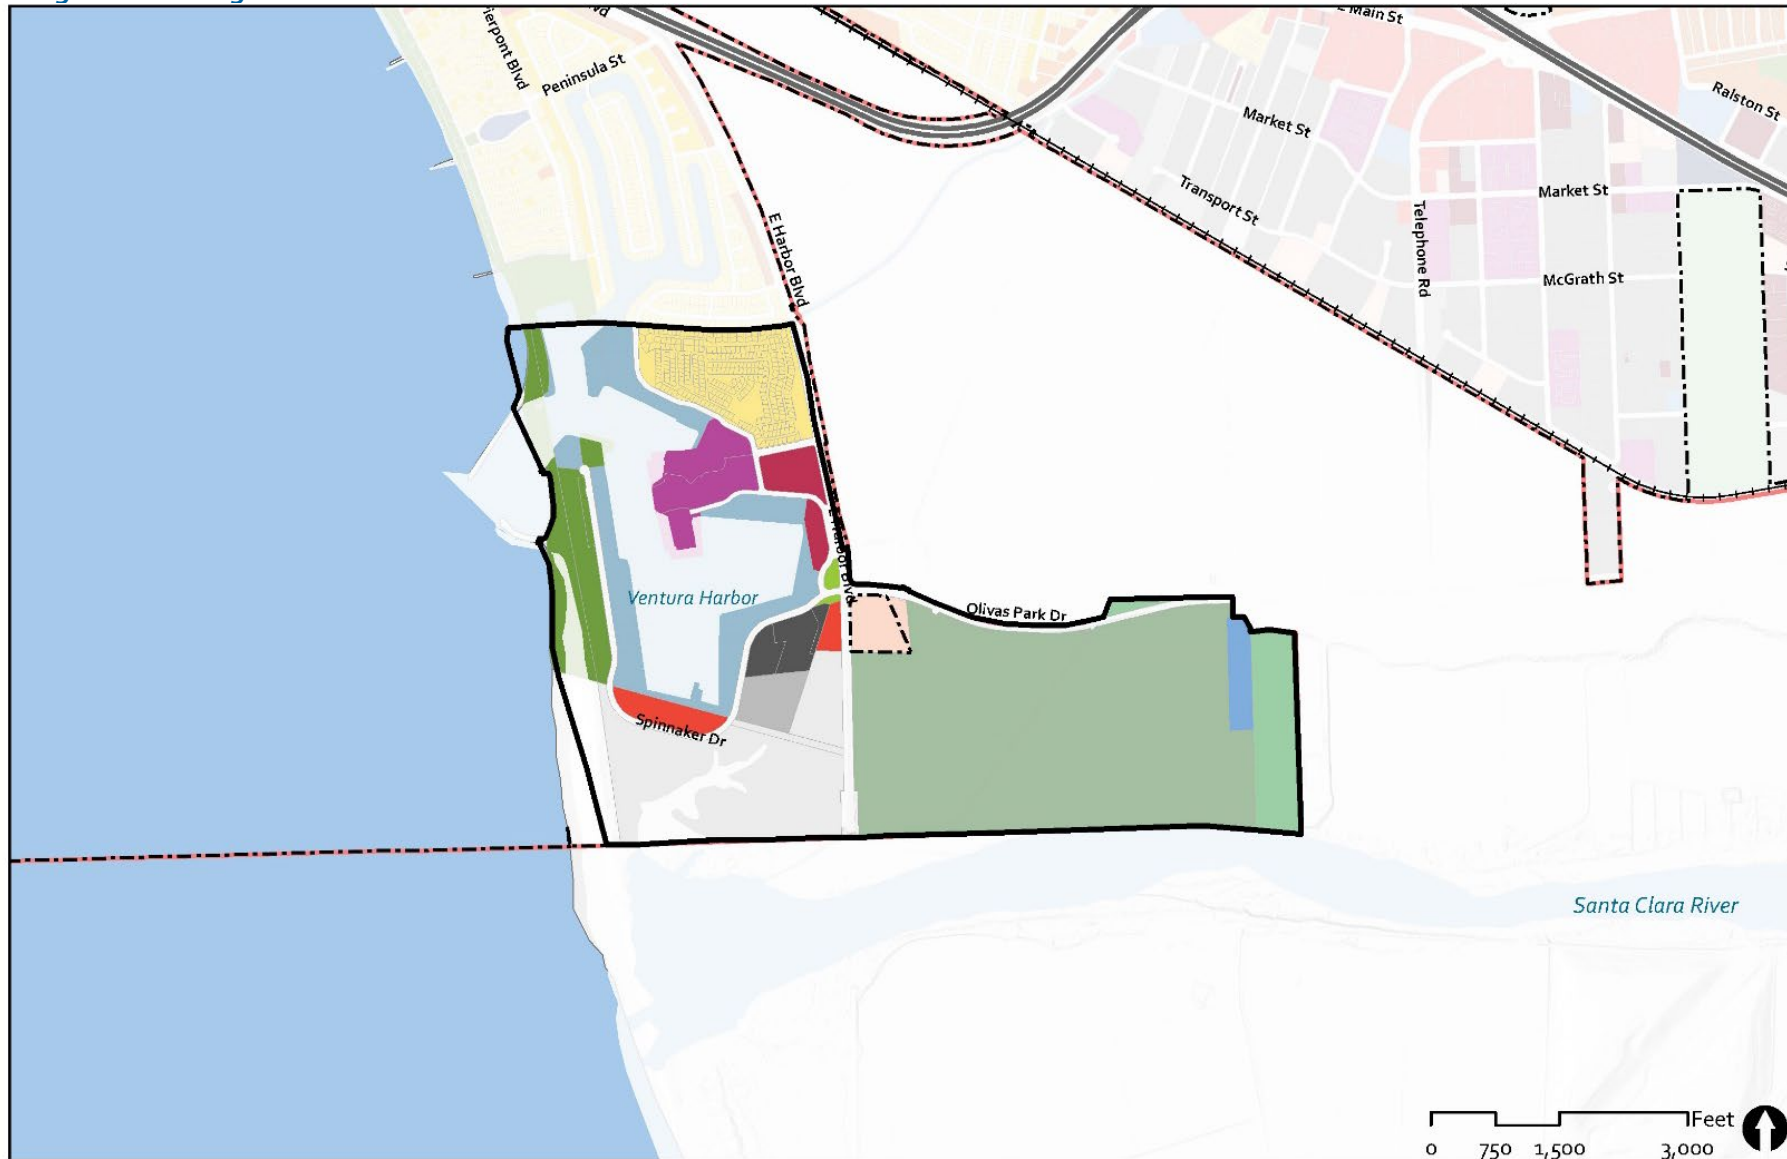 Pierpont Blvd
Peninsula St
E Main St
Ralston St
Market St
Transport St
Market St
Telephone Rd
McGrath St
E Harbor Blvd
E Harbor Blvd
Ventura Harbor
Olivas Park Dr
Spinnaker Dr
Santa Clara River
Feet
0 750 1,500 3,000